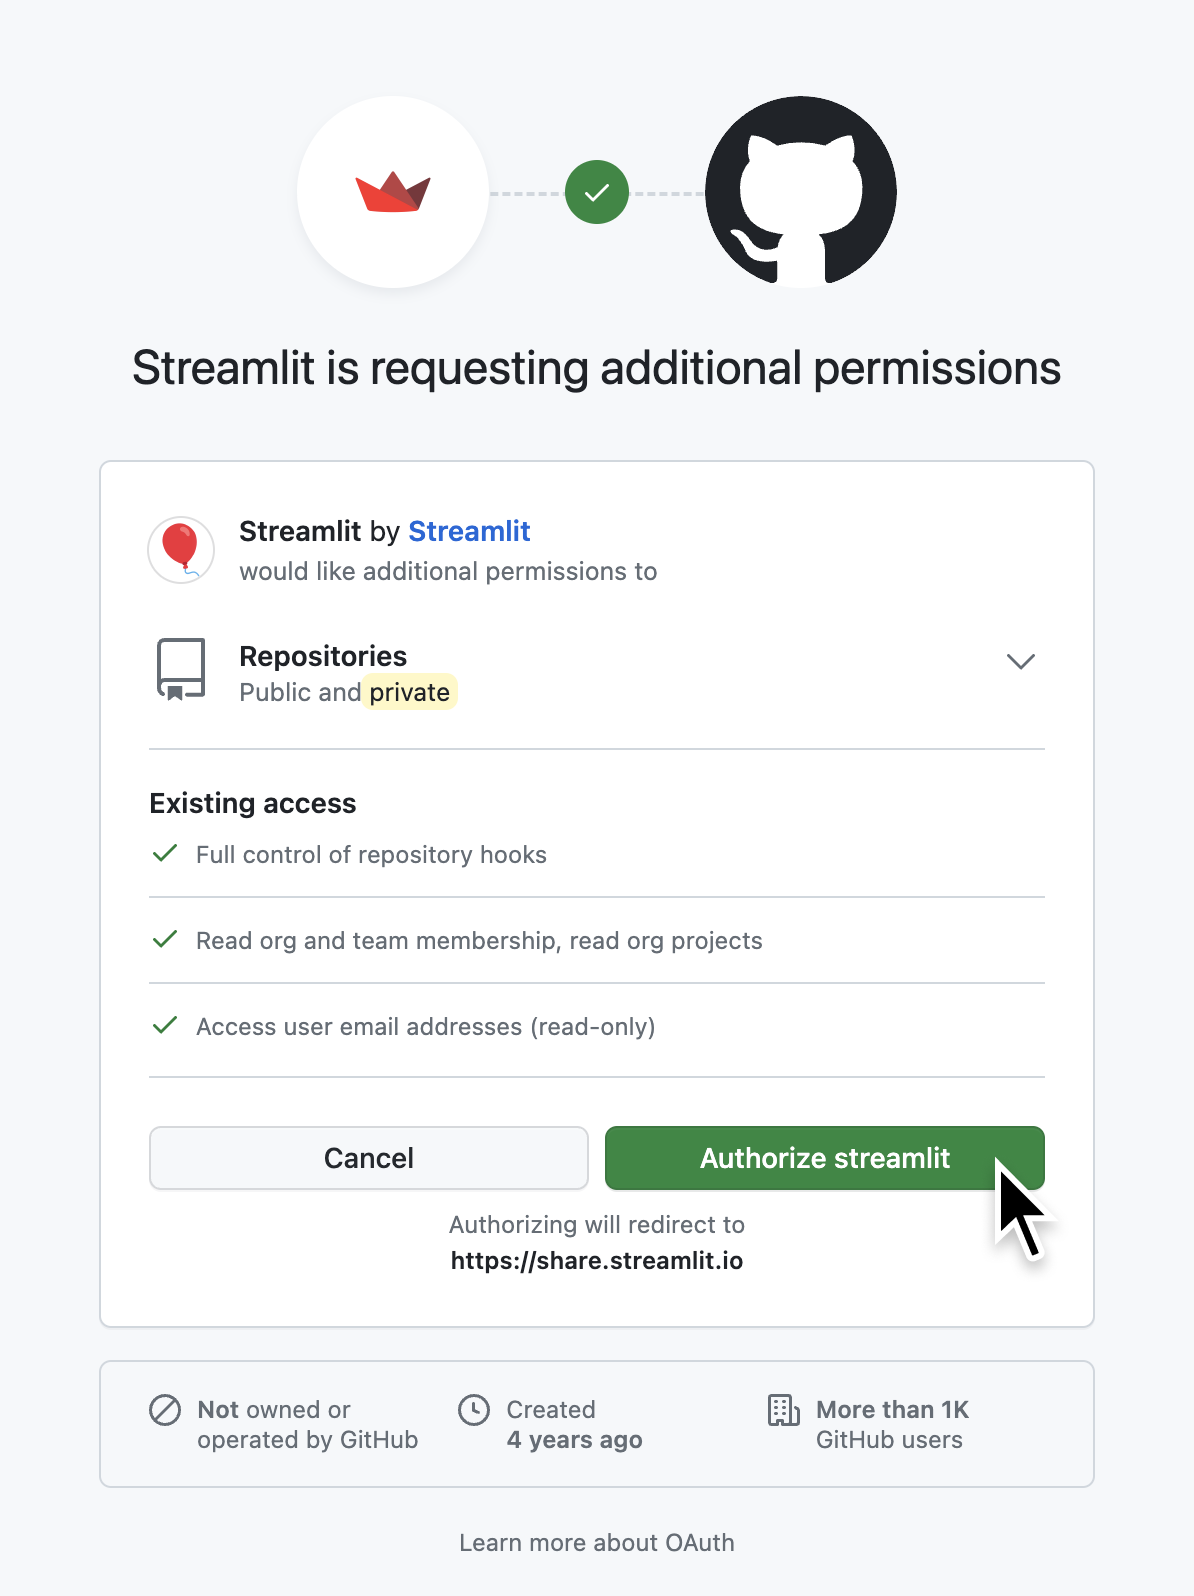 Streamlit is requesting additional permissions
Streamlit by Streamlit
would like additional permissions to
Repositories
Public and private
Existing access
Full control of repository hooks
Read org and team membership, read org projects
Access user email addresses (read-only)
Cancel
Authorize streamlit
Authorizing will redirect to
https://share.streamlit.io
Not owned or
operated by GitHub
Created
4 years ago
More than 1K
GitHub users
Learn more about OAuth